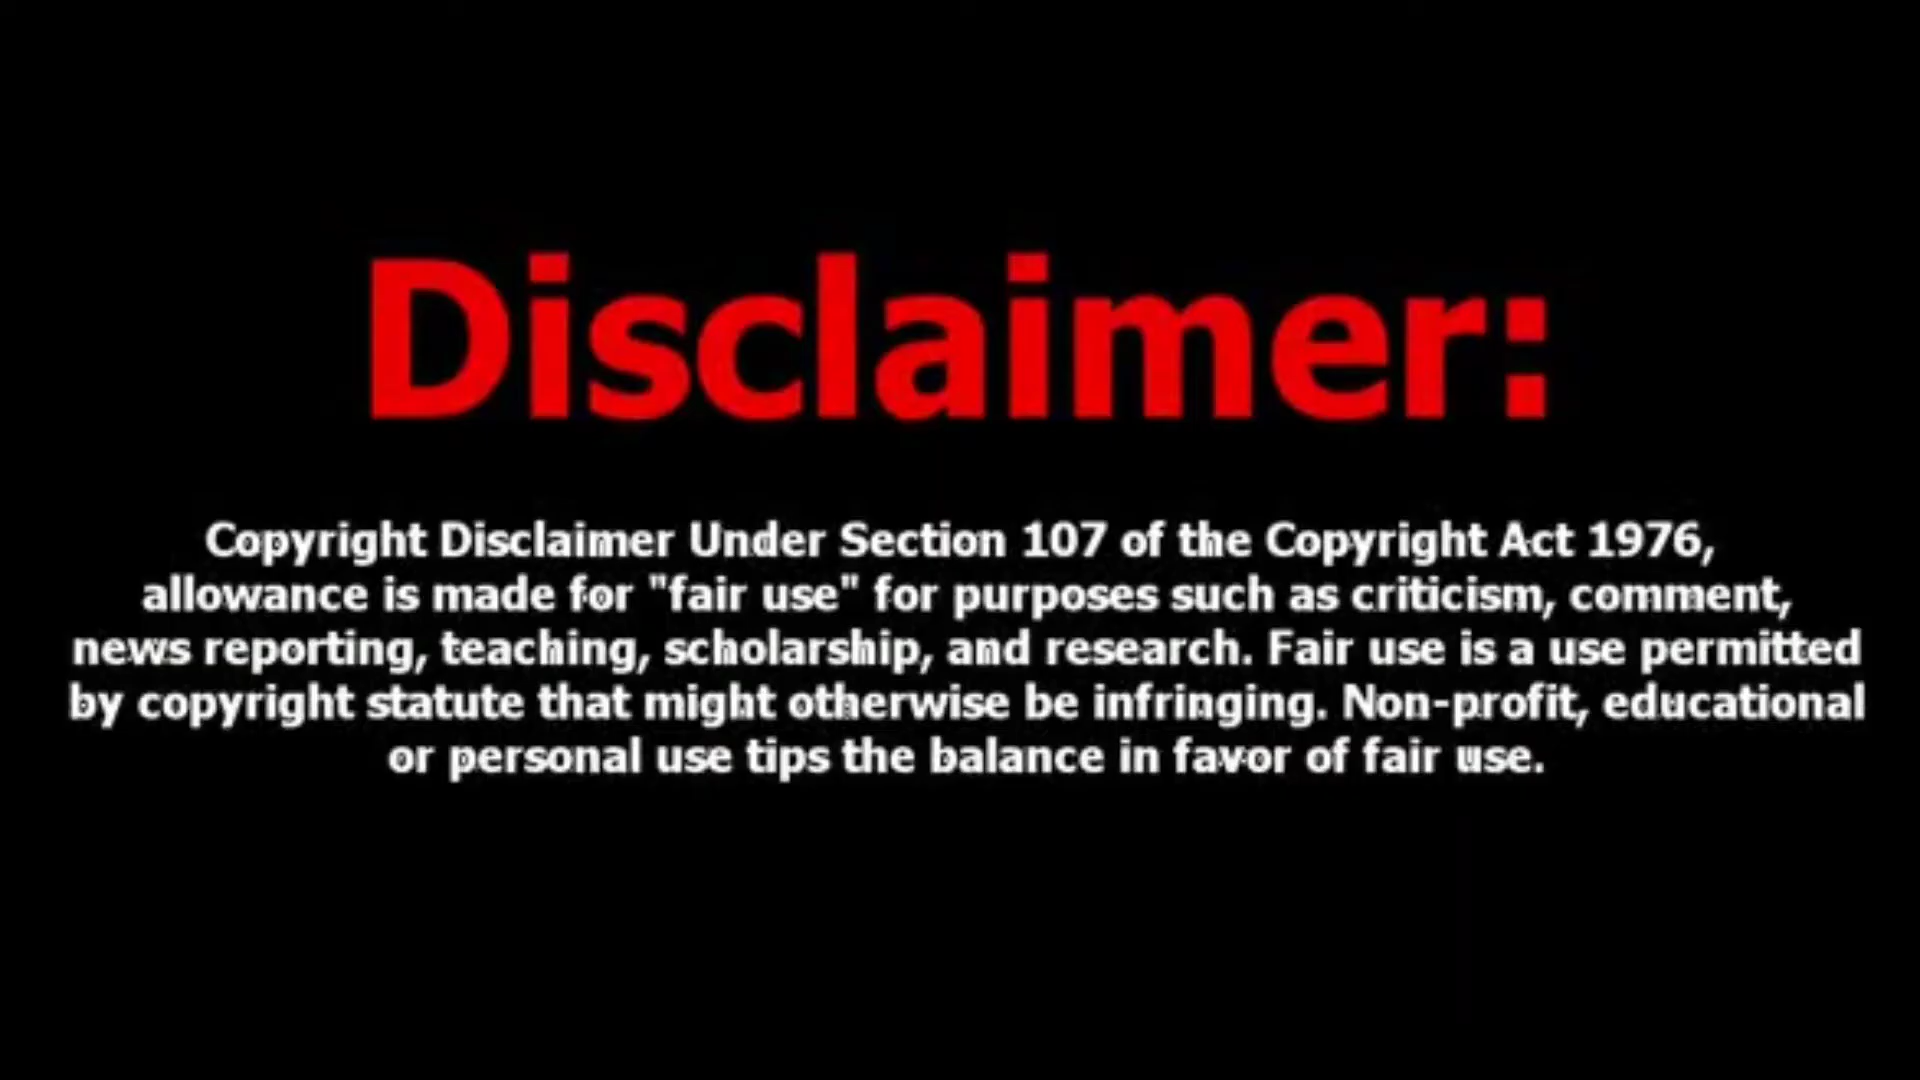 Disclaimer:
Copyright Disclaimer Under Section 107 of the Copyright Act 1976,
allowance is made for "fair use" for purposes such as criticism, comment,
news reporting, teaching, scholarship, and research. Fair use is a use permitted
by copyright statute that might otherwise be infringing. Non-profit, educational
or personal use tips the balance in favor of fair use.